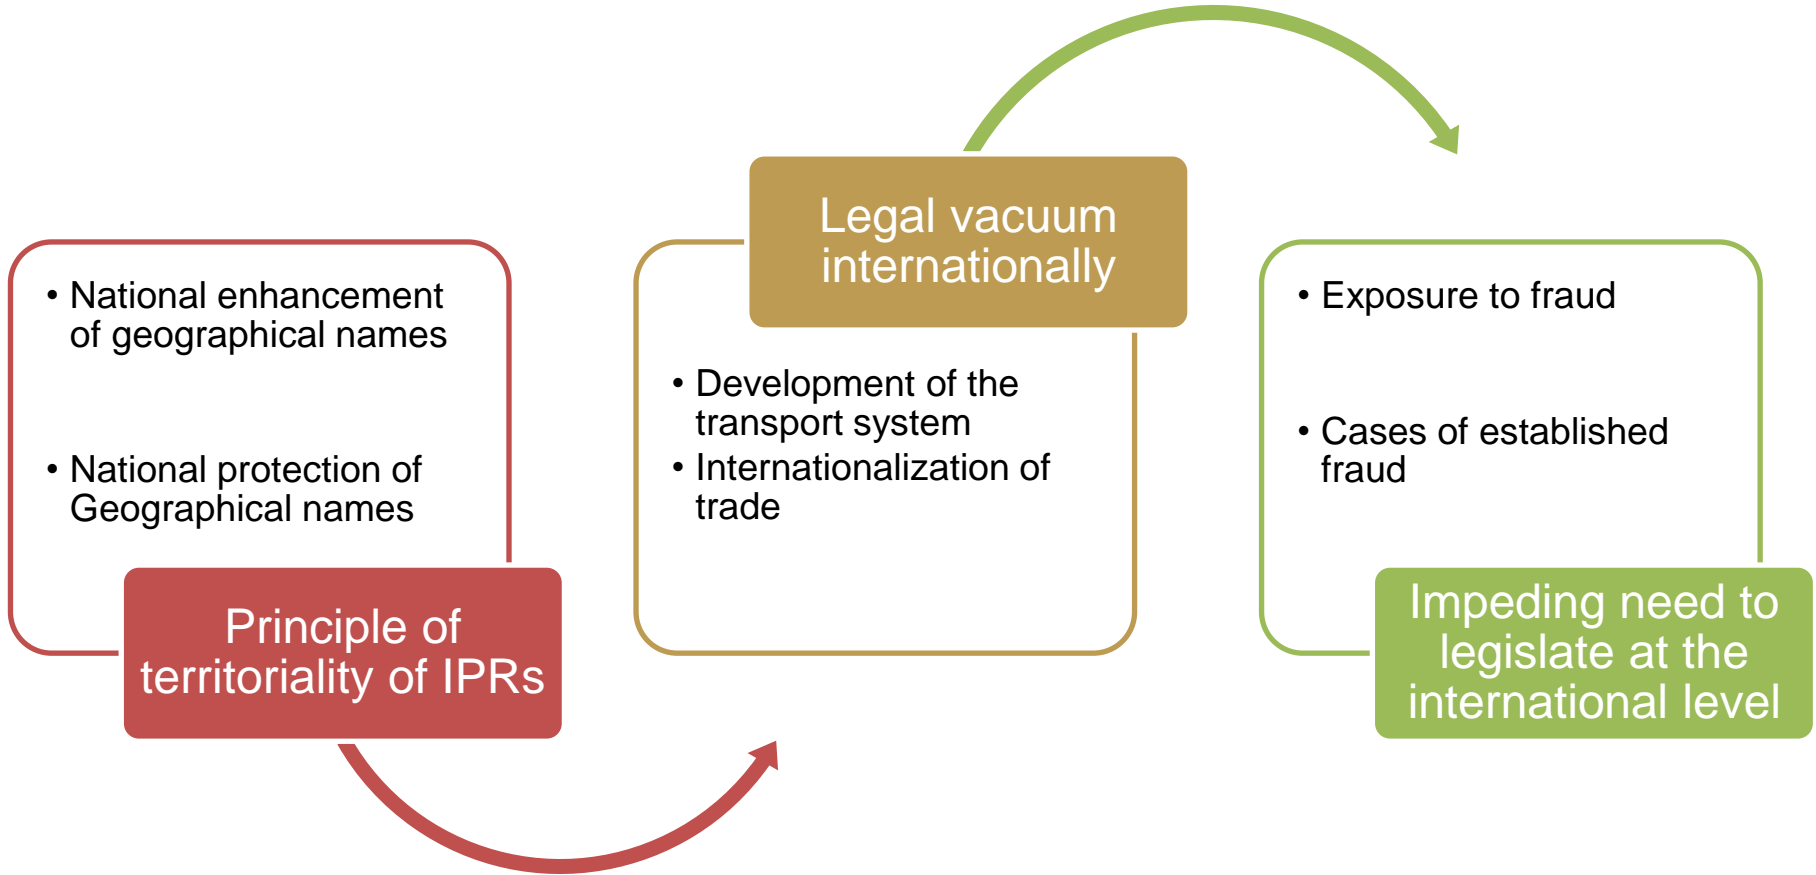 • National enhancement
of geographical names
• National protection of
Geographical names
Principle of
territoriality of IPRs
Legal vacuum
internationally
• Development of the
transport system
• Internationalization of
trade
• Exposure to fraud
• Cases of established
fraud
Impeding need to
legislate at the
international level